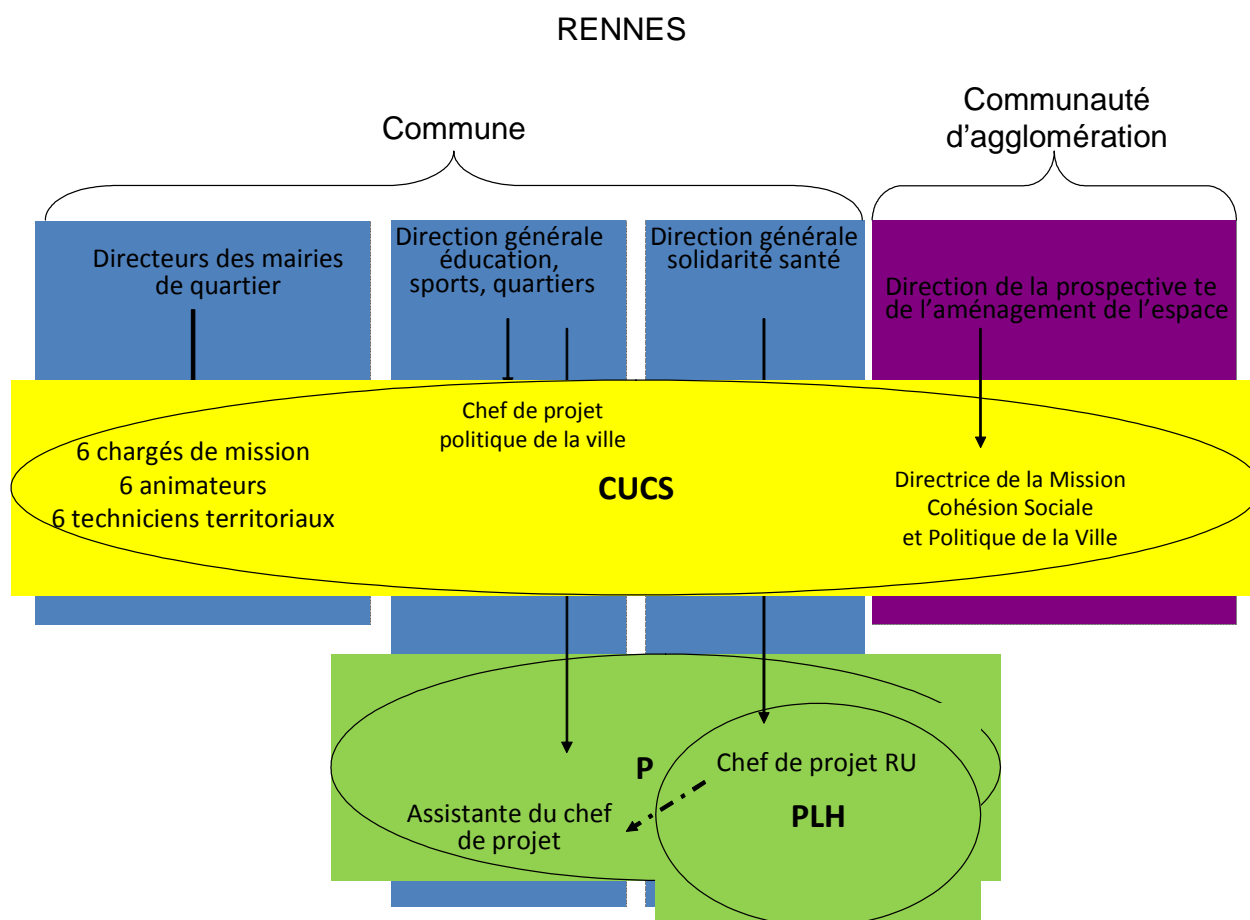 RENNES
Commune
Communauté
d'agglomération
Directeurs des mairies
de quartier
Direction générale
éducation,
sports, quartiers
Direction générale
solidarité santé
Direction de la prospective te
de l'aménagement de l'espace
Chef de projet
politique de la ville
6 chargés de mission
6 animateurs
6 techniciens territoriaux
CUCS
Directrice de la Mission
Cohésion Sociale
et Politique de la Ville
P
Chef de projet RU
Assistante du chef
de projet
PLH